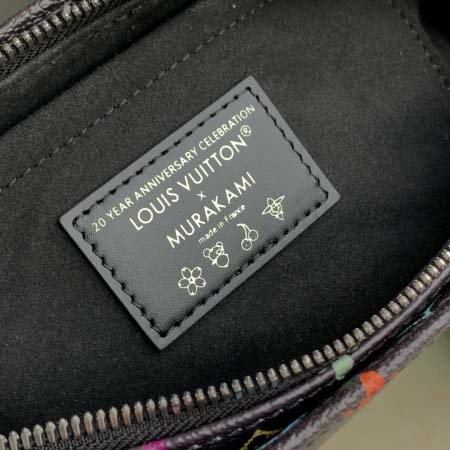 20 YEAR ANNIVERSARY CELEBRATION
LOUIS VUITTON®
×
MURAKAMI
made in France